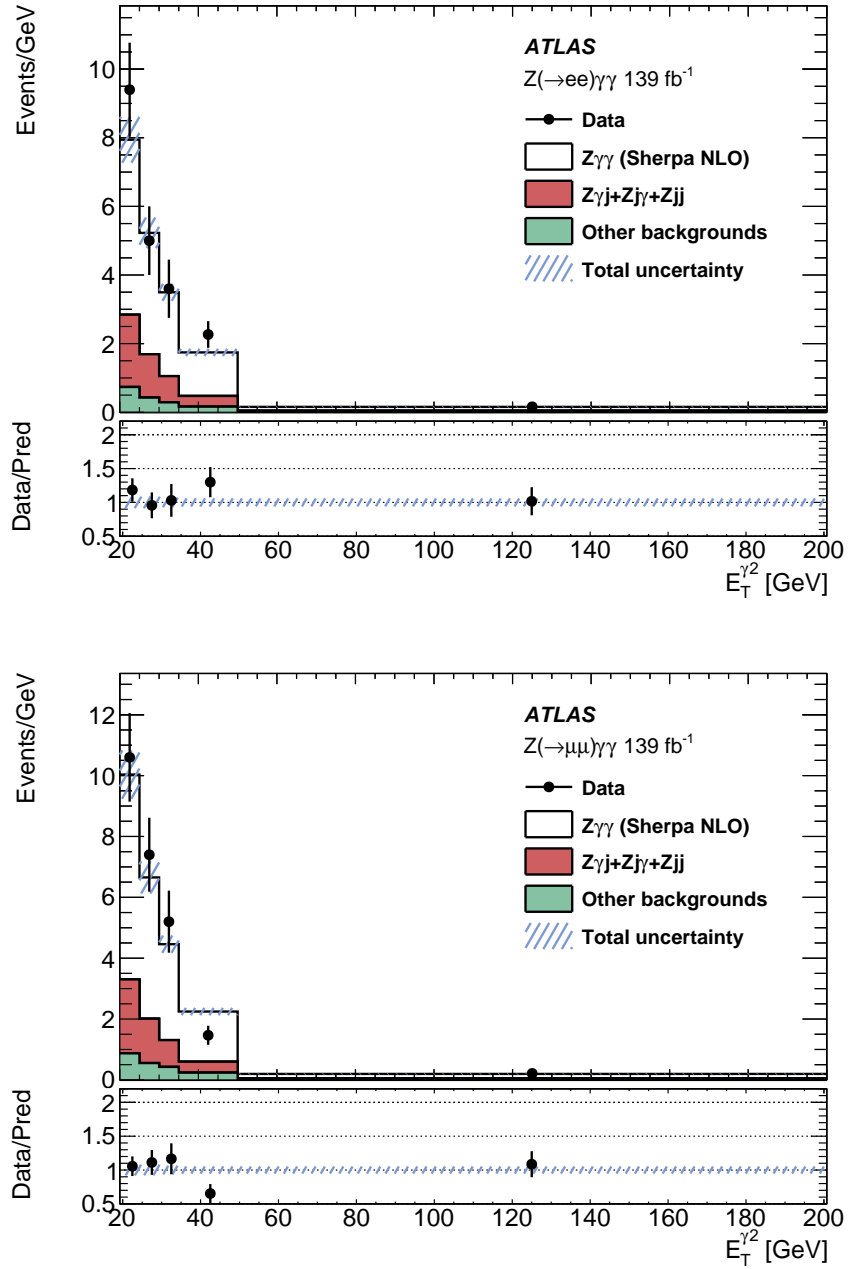 Events/GeV
10
8
6
4
2
0
ATLAS
Z(→ee)γγ 139 fb⁻¹
Data
Zγγ (Sherpa NLO)
Zγj+Zjγ+Zjj
Other backgrounds
Total uncertainty
Data/Pred
2
1.5
1
0.5
20 40 60 80 100 120 140 160 180 200
E_T^γ2 [GeV]
Events/GeV
12
10
8
6
4
2
0
ATLAS
Z(→μμ)γγ 139 fb⁻¹
Data
Zγγ (Sherpa NLO)
Zγj+Zjγ+Zjj
Other backgrounds
Total uncertainty
Data/Pred
2
1.5
1
0.5
20 40 60 80 100 120 140 160 180 200
E_T^γ2 [GeV]